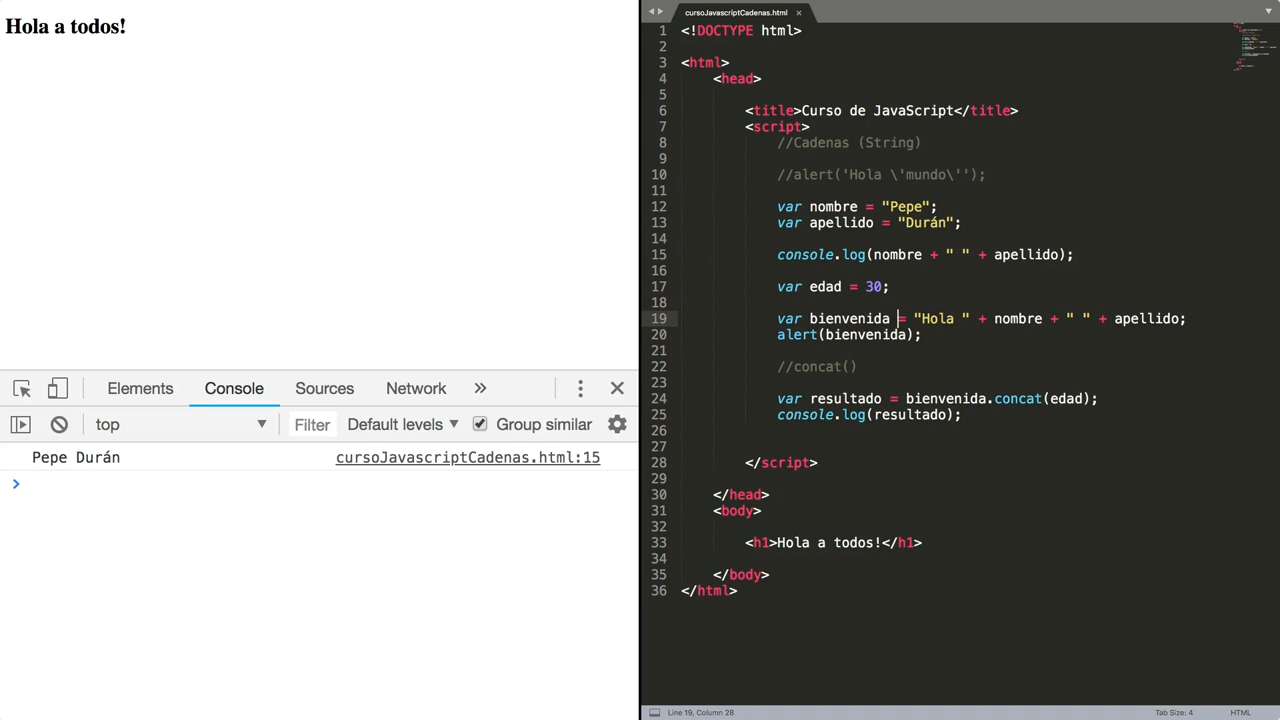 Hola a todos!
Elements Console Sources Network »
top Filter Default levels Group similar
Pepe Durán cursoJavascriptCadenas.html:15
>
cursoJavascriptCadenas.html ×
1 <!DOCTYPE html>
2
3 <html>
4 <head>
5
6 <title>Curso de JavaScript</title>
7 <script>
8 //Cadenas (String)
9
10 //alert('Hola \'mundo\'');
11
12 var nombre = "Pepe";
13 var apellido = "Durán";
14
15 console.log(nombre + " " + apellido);
16
17 var edad = 30;
18
19 var bienvenida = "Hola " + nombre + " " + apellido;
20 alert(bienvenida);
21
22 //concat()
23
24 var resultado = bienvenida.concat(edad);
25 console.log(resultado);
26
27
28 </script>
29
30 </head>
31 <body>
32
33 <h1>Hola a todos!</h1>
34
35 </body>
36 </html>
Line 19, Column 28 Tab Size: 4 HTML